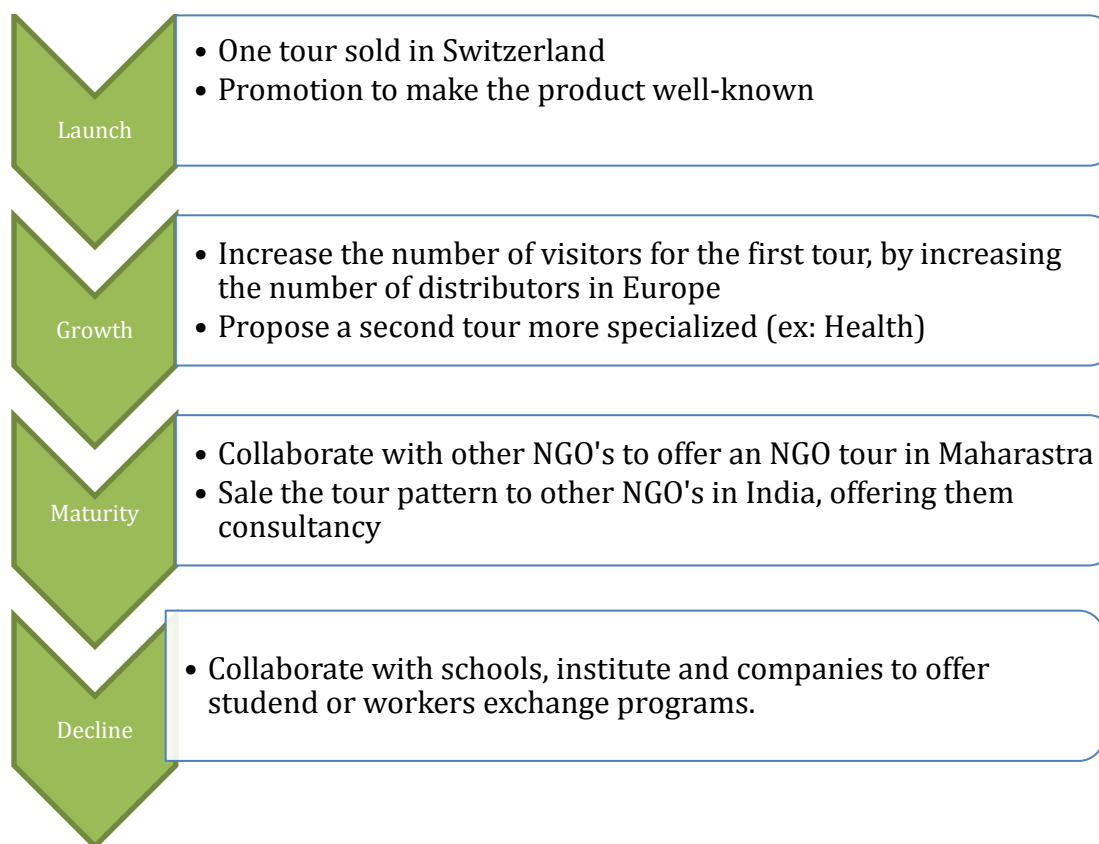 Launch
• One tour sold in Switzerland
• Promotion to make the product well-known
Growth
• Increase the number of visitors for the first tour, by increasing
the number of distributors in Europe
• Propose a second tour more specialized (ex: Health)
Maturity
• Collaborate with other NGO's to offer an NGO tour in Maharastra
• Sale the tour pattern to other NGO's in India, offering them
consultancy
Decline
• Collaborate with schools, institute and companies to offer
studend or workers exchange programs.